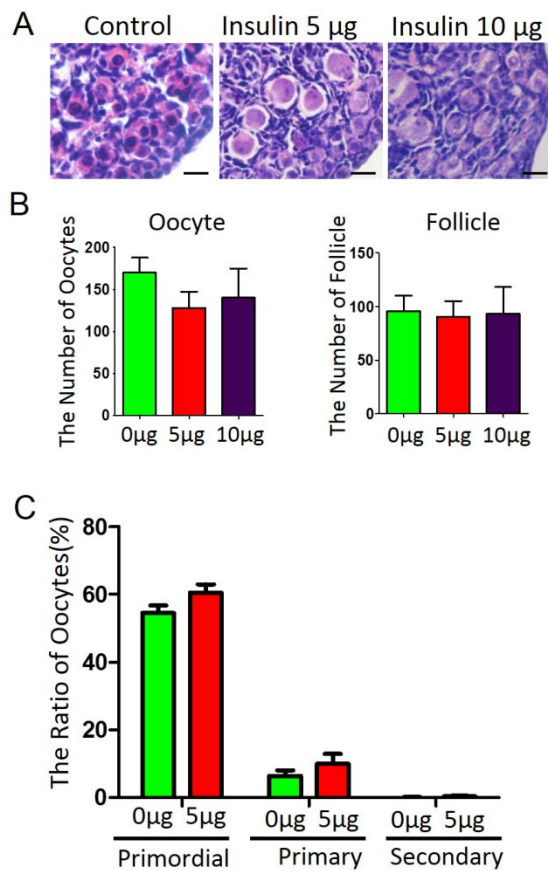 A
Control
Insulin 5 µg
Insulin 10 µg
B
Oocyte
The Number of Oocytes
200
150
100
50
0
0µg 5µg 10µg
Follicle
The Number of Follicle
150
100
50
0
0µg 5µg 10µg
C
The Ratio of Oocytes(%)
80
60
40
20
0
0µg 5µg 0µg 5µg 0µg 5µg
Primordial Primary Secondary